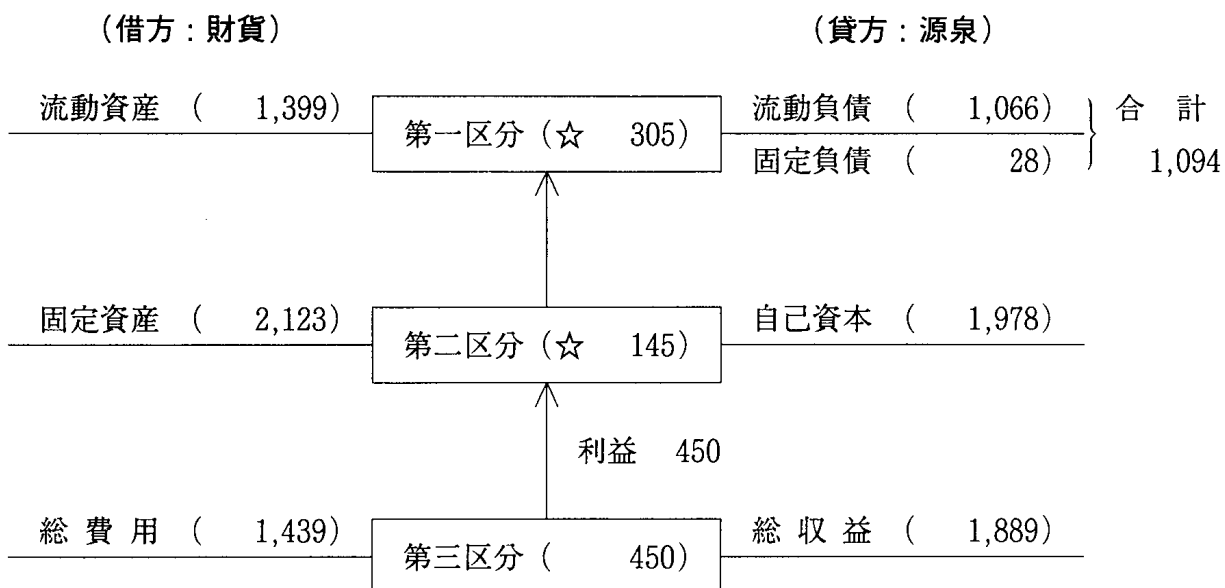 (借方：財貨) (貸方：源泉)
流動資産 ( 1,399) 第一区分 (☆ 305) 流動負債 ( 1,066) 合 計
固定負債 ( 28) 1,094
固定資産 ( 2,123) 第二区分 (☆ 145) 自己資本 ( 1,978)
利益 450
総 費 用 ( 1,439) 第三区分 ( 450) 総 収 益 ( 1,889)